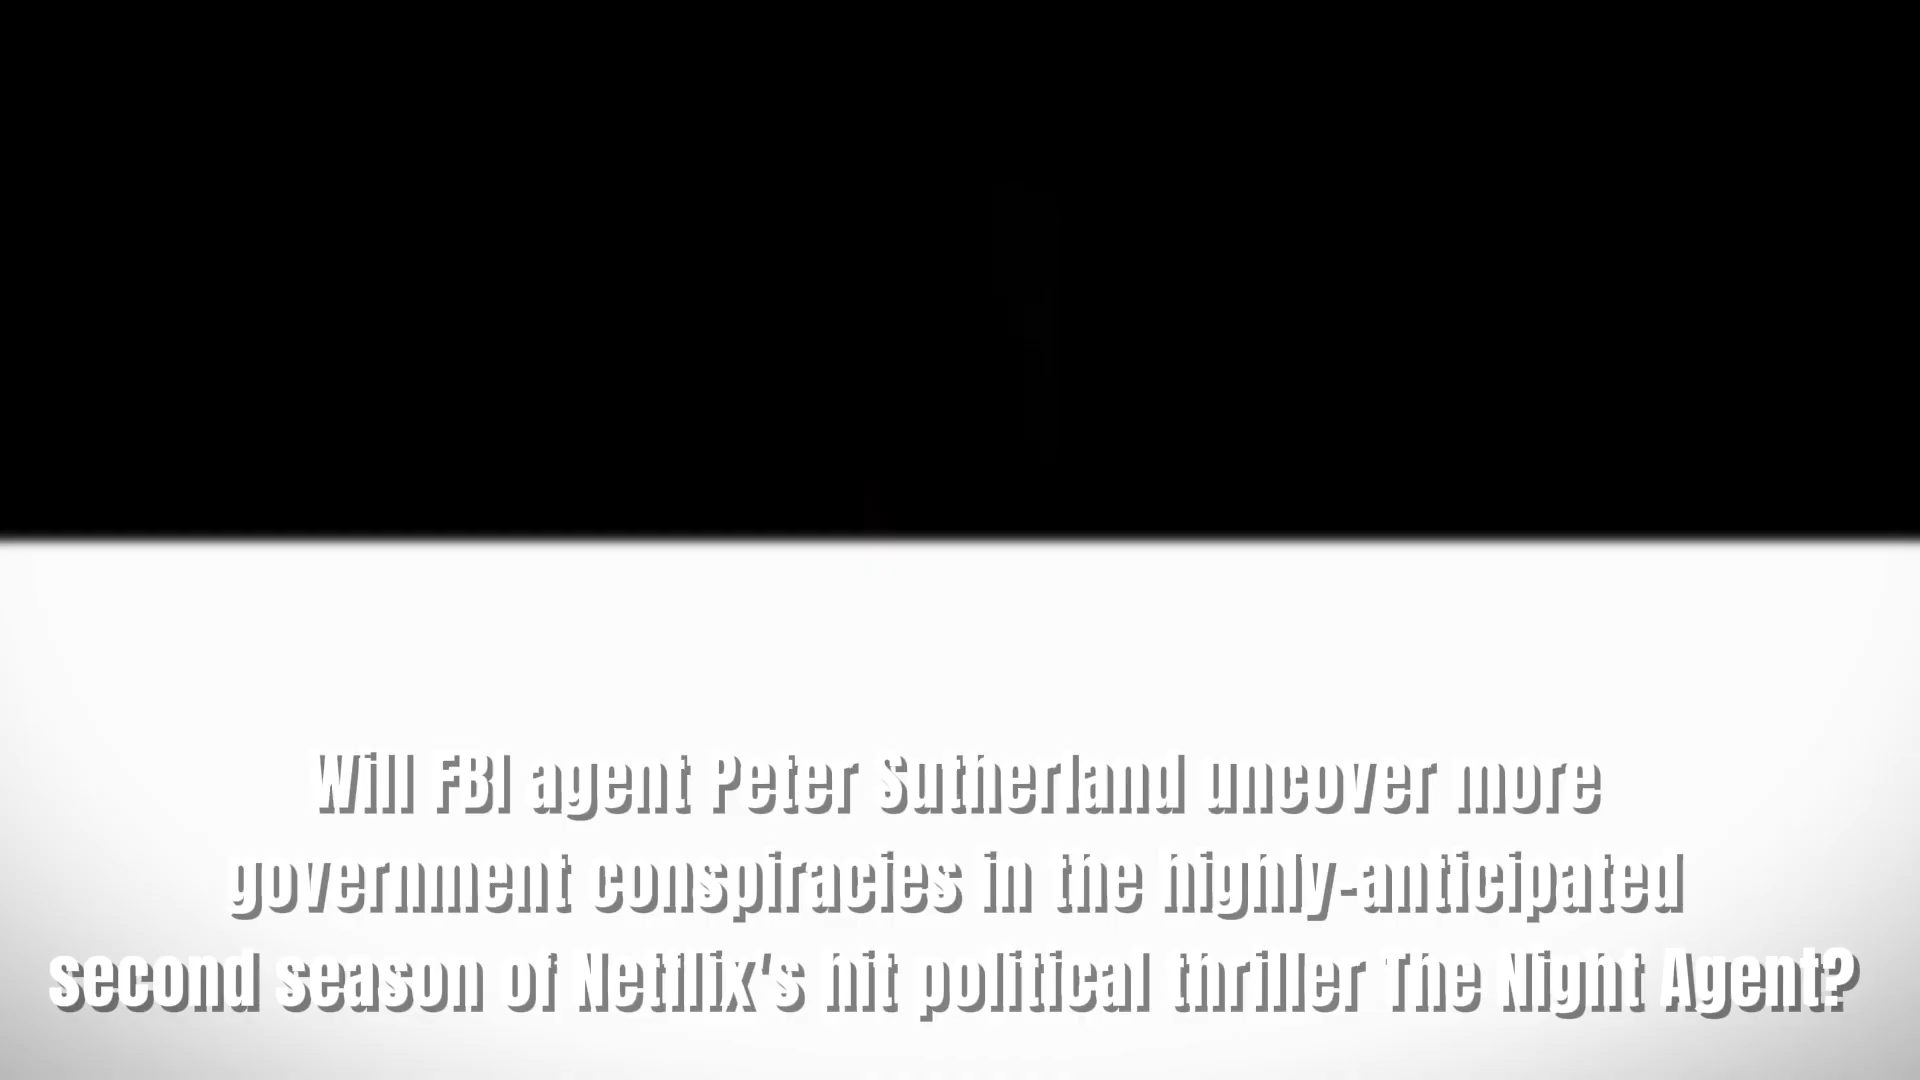 Will FBI agent Peter Sutherland uncover more
government conspiracies in the highly-anticipated
second season of Netflix's hit political thriller The Night Agent?